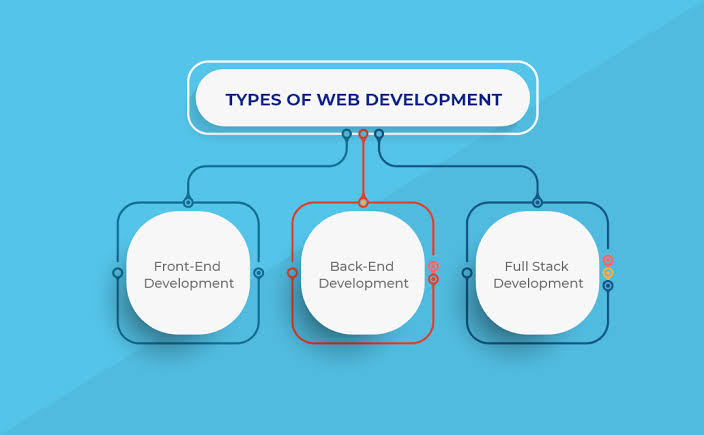 TYPES OF WEB DEVELOPMENT
Front-End
Development
Back-End
Development
Full Stack
Development